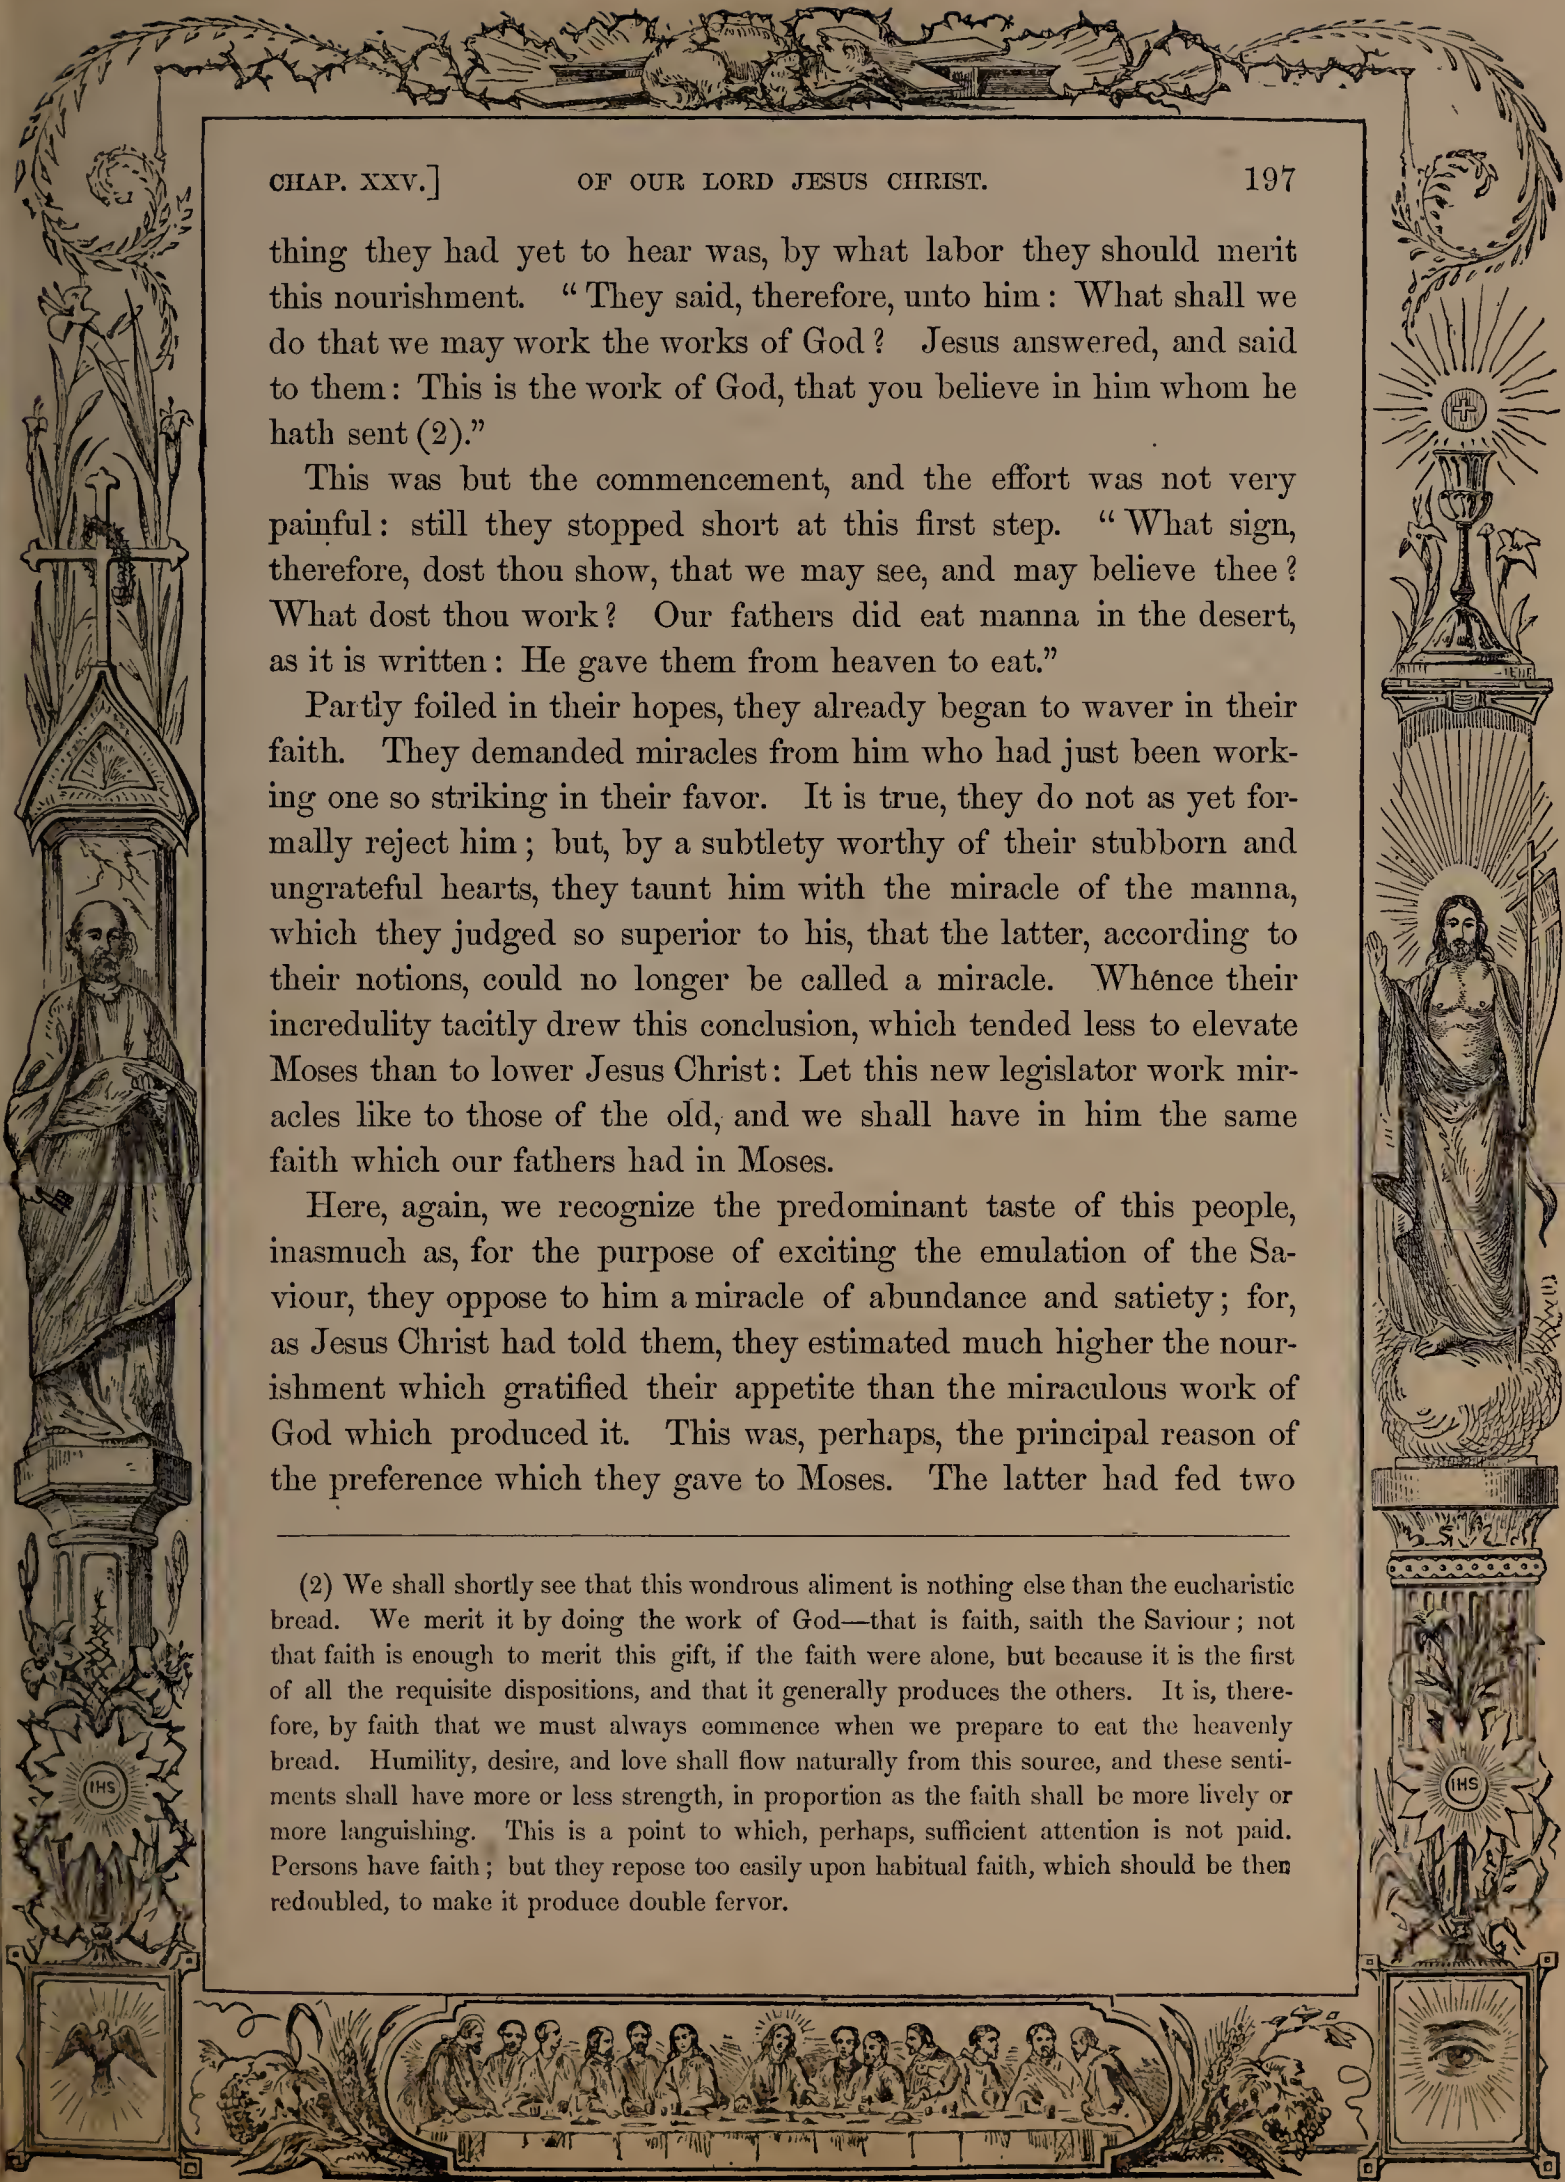 CHAP. XXV.] OF OUR LORD JESUS CHRIST. 197
thing they had yet to hear was, by what labor they should merit
this nourishment. “They said, therefore, unto him: What shall we
do that we may work the works of God? Jesus answered, and said
to them: This is the work of God, that you believe in him whom he
hath sent (2).”
This was but the commencement, and the effort was not very
painful: still they stopped short at this first step. “What sign,
therefore, dost thou show, that we may see, and may believe thee?
What dost thou work? Our fathers did eat manna in the desert,
as it is written: He gave them from heaven to eat.”
Partly foiled in their hopes, they already began to waver in their
faith. They demanded miracles from him who had just been work-
ing one so striking in their favor. It is true, they do not as yet for-
mally reject him; but, by a subtlety worthy of their stubborn and
ungrateful hearts, they taunt him with the miracle of the manna,
which they judged so superior to his, that the latter, according to
their notions, could no longer be called a miracle. Whence their
incredulity tacitly drew this conclusion, which tended less to elevate
Moses than to lower Jesus Christ: Let this new legislator work mir-
acles like to those of the old, and we shall have in him the same
faith which our fathers had in Moses.
Here, again, we recognize the predominant taste of this people,
inasmuch as, for the purpose of exciting the emulation of the Sa-
viour, they oppose to him a miracle of abundance and satiety; for,
as Jesus Christ had told them, they estimated much higher the nour-
ishment which gratified their appetite than the miraculous work of
God which produced it. This was, perhaps, the principal reason of
the preference which they gave to Moses. The latter had fed two
(2) We shall shortly see that this wondrous aliment is nothing else than the eucharistic
bread. We merit it by doing the work of God—that is faith, saith the Saviour; not
that faith is enough to merit this gift, if the faith were alone, but because it is the first
of all the requisite dispositions, and that it generally produces the others. It is, there-
fore, by faith that we must always commence when we prepare to eat the heavenly
bread. Humility, desire, and love shall flow naturally from this source, and these senti-
ments shall have more or less strength, in proportion as the faith shall be more lively or
more languishing. This is a point to which, perhaps, sufficient attention is not paid.
Persons have faith; but they repose too easily upon habitual faith, which should be then
redoubled, to make it produce double fervor.
IHS
IHS